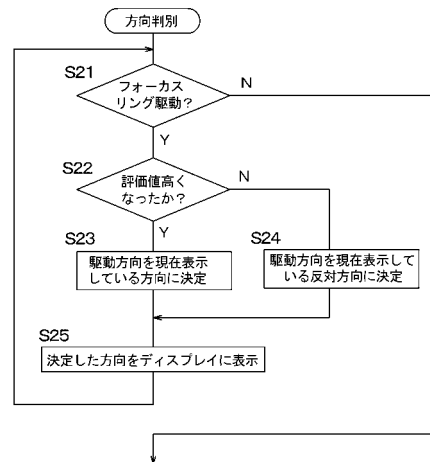 方向判別
S21
フォーカス
リング駆動？
N
Y
S22
評価値高く
なったか？
N
Y
S23
駆動方向を現在表示
している方向に決定
S24
駆動方向を現在表示して
いる反対方向に決定
S25
決定した方向をディスプレイに表示